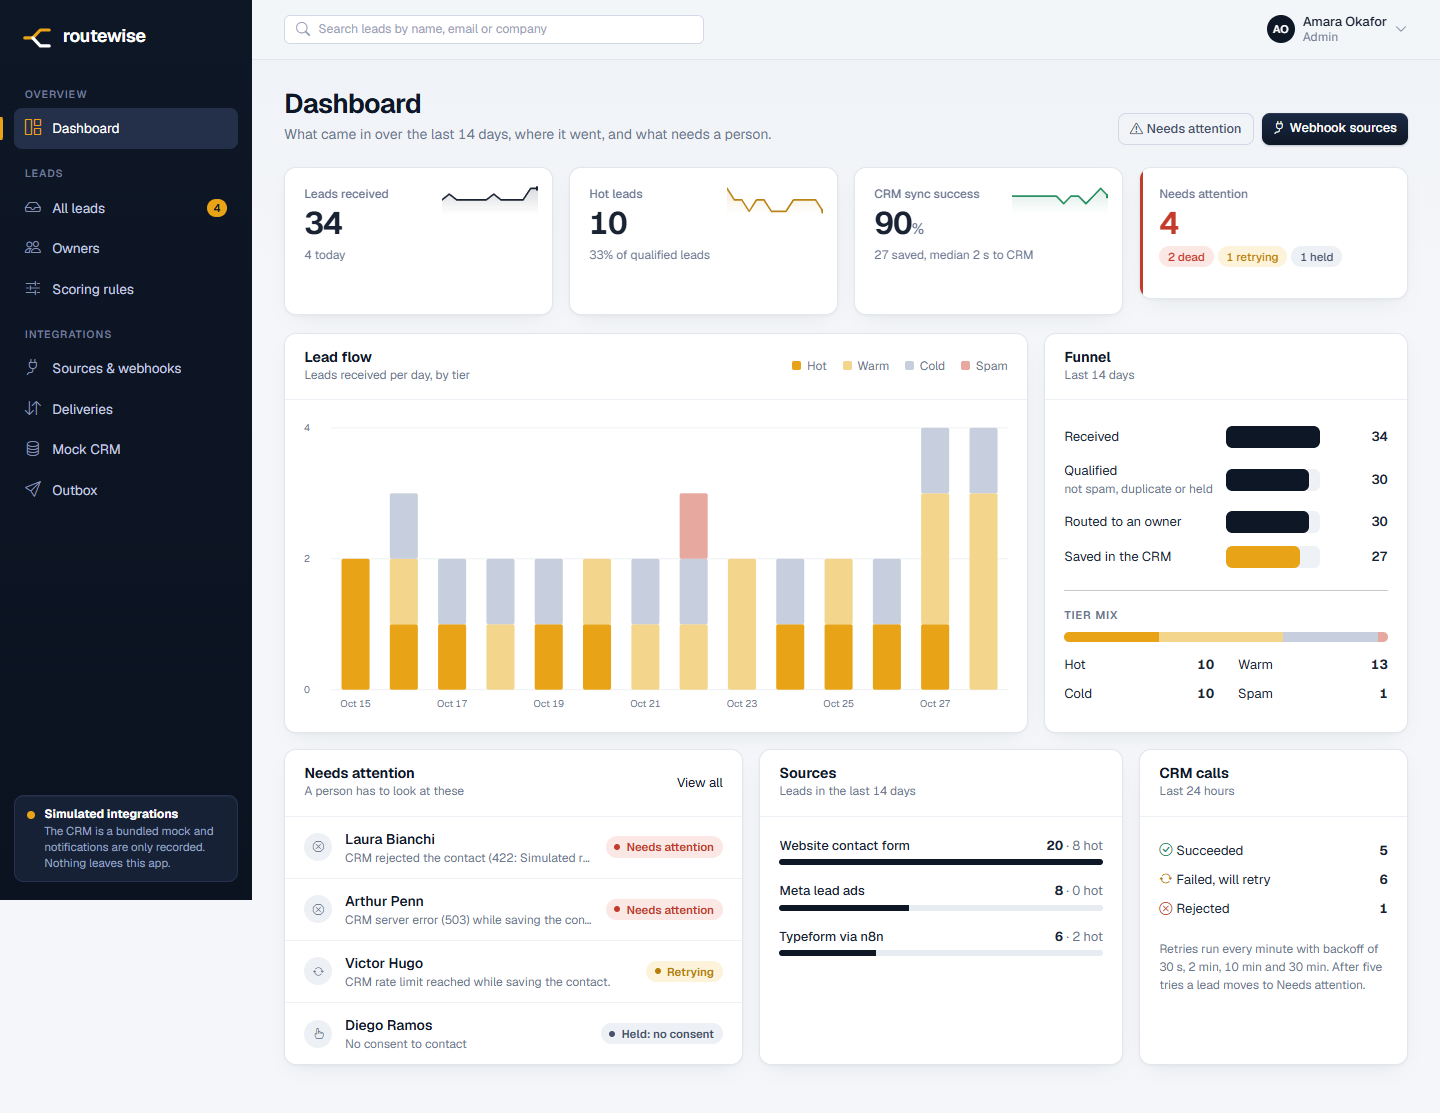 routewise
OVERVIEW
Dashboard
LEADS
All leads 4
Owners
Scoring rules
INTEGRATIONS
Sources & webhooks
Deliveries
Mock CRM
Outbox
Simulated integrations
The CRM is a bundled mock and
notifications are only recorded.
Nothing leaves this app.
Search leads by name, email or company
AO
Amara Okafor
Admin
Dashboard
What came in over the last 14 days, where it went, and what needs a person.
Needs attention
Webhook sources
Leads received
34
4 today
Hot leads
10
33% of qualified leads
CRM sync success
90%
27 saved, median 2 s to CRM
Needs attention
4
2 dead 1 retrying 1 held
Lead flow
Leads received per day, by tier
Hot Warm Cold Spam
4
2
0
Oct 15 Oct 17 Oct 19 Oct 21 Oct 23 Oct 25 Oct 27
Funnel
Last 14 days
Received 34
Qualified 30
not spam, duplicate or held
Routed to an owner 30
Saved in the CRM 27
TIER MIX
Hot 10 Warm 13
Cold 10 Spam 1
Needs attention
A person has to look at these
View all
Laura Bianchi
CRM rejected the contact (422: Simulated r…
Needs attention
Arthur Penn
CRM server error (503) while saving the con…
Needs attention
Victor Hugo
CRM rate limit reached while saving the contact.
Retrying
Diego Ramos
No consent to contact
Held: no consent
Sources
Leads in the last 14 days
Website contact form 20 · 8 hot
Meta lead ads 8 · 0 hot
Typeform via n8n 6 · 2 hot
CRM calls
Last 24 hours
Succeeded 5
Failed, will retry 6
Rejected 1
Retries run every minute with backoff of
30 s, 2 min, 10 min and 30 min. After five
tries a lead moves to Needs attention.